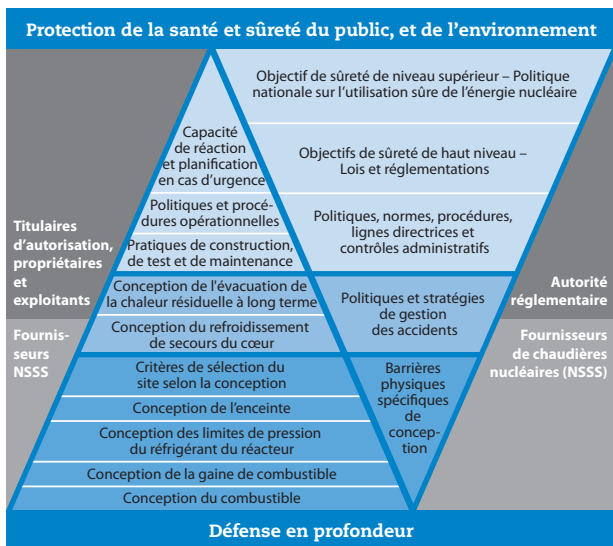 Protection de la santé et sûreté du public, et de l'environnement
Objectif de sûreté de niveau supérieur – Politique
nationale sur l'utilisation sûre de l'énergie nucléaire
Capacité
de réaction
et planification
en cas d'urgence
Objectifs de sûreté de haut niveau –
Lois et réglementations
Politiques et procé-
dures opérationnelles
Politiques, normes, procédures,
lignes directrices et
contrôles administratifs
Pratiques de construction,
de test et de maintenance
Titulaires
d'autorisation,
propriétaires
et
exploitants
Conception de l'évacuation de
la chaleur résiduelle à long terme
Politiques et stratégies
de gestion
des accidents
Autorité
réglementaire
Fournis-
seurs
NSSS
Conception du refroidissement
de secours du cœur
Fournisseurs
de chaudières
nucléaires (NSSS)
Critères de sélection du
site selon la conception
Barrières
physiques
spécifiques
de
concep-
tion
Conception de l'enceinte
Conception des limites de pression
du réfrigérant du réacteur
Conception de la gaine de combustible
Conception du combustible
Défense en profondeur